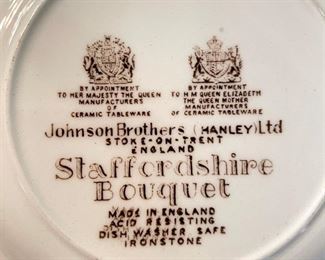 BY APPOINTMENT
TO HER MAJESTY THE QUEEN
MANUFACTURERS
OF
CERAMIC TABLEWARE
BY APPOINTMENT
TO H M QUEEN ELIZABETH
THE QUEEN MOTHER
MANUFACTURERS
OF CERAMIC TABLEWARE
Johnson Brothers (HANLEY) Ltd
STOKE-ON-TRENT
ENGLAND
Staffordshire
Bouquet
MADE IN ENGLAND
ACID RESISTING
DISH WASHER SAFE
IRONSTONE